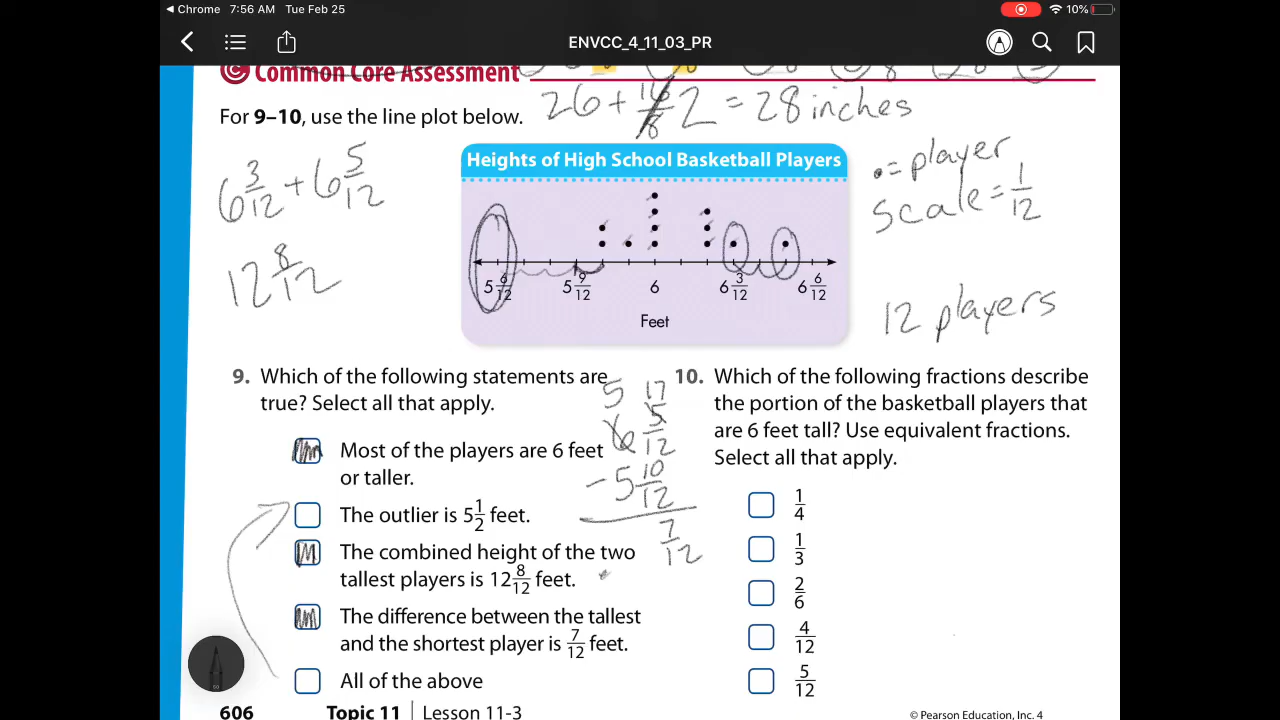 Chrome 7:56 AM Tue Feb 25 10%
ENVCC_4_11_03_PR
Common Core Assessment
26 + 16/8 2 = 28 inches
For 9–10, use the line plot below.
6 3/12 + 6 5/12
12 8/12
Heights of High School Basketball Players
5 6/12 5 9/12 6 6 3/12 6 6/12
Feet
• = player
scale = 1/12
12 players
9. Which of the following statements are
true? Select all that apply.
5 17
6 5/12
- 5 10/12
7/12
Most of the players are 6 feet
or taller.
The outlier is 5 1/2 feet.
The combined height of the two
tallest players is 12 8/12 feet.
The difference between the tallest
and the shortest player is 7/12 feet.
All of the above
10. Which of the following fractions describe
the portion of the basketball players that
are 6 feet tall? Use equivalent fractions.
Select all that apply.
1/4
1/3
2/6
4/12
5/12
50
606 Topic 11 | Lesson 11-3
© Pearson Education, Inc. 4